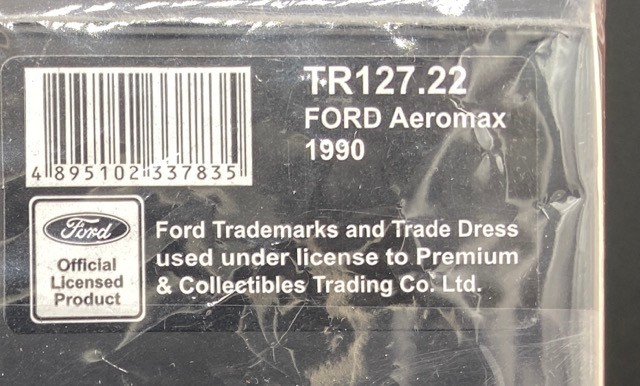 TR127.22
FORD Aeromax
1990
4 895102 337835
Ford
Official
Licensed
Product
Ford Trademarks and Trade Dress
used under license to Premium
& Collectibles Trading Co. Ltd.